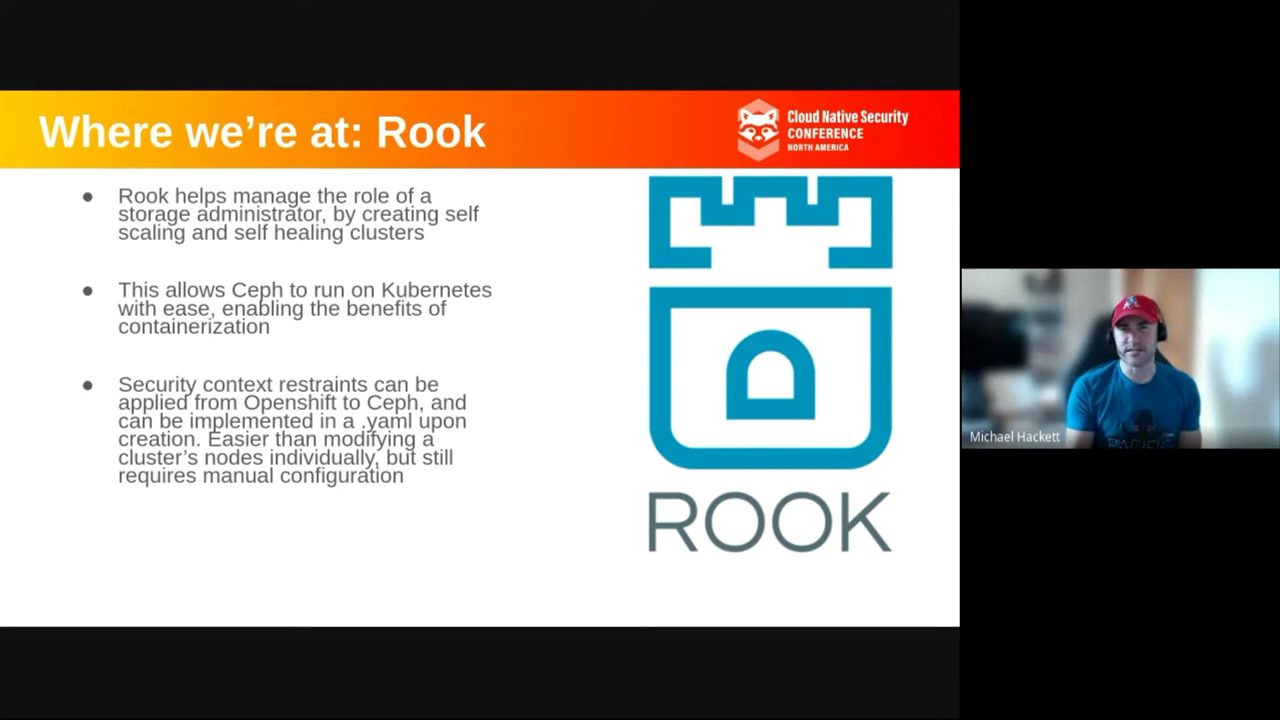 Where we're at: Rook
Cloud Native Security
CONFERENCE
NORTH AMERICA
● Rook helps manage the role of a
storage administrator, by creating self
scaling and self healing clusters
● This allows Ceph to run on Kubernetes
with ease, enabling the benefits of
containerization
● Security context restraints can be
applied from Openshift to Ceph, and
can be implemented in a .yaml upon
creation. Easier than modifying a
cluster's nodes individually, but still
requires manual configuration
ROOK
Michael Hackett
PACIFIC